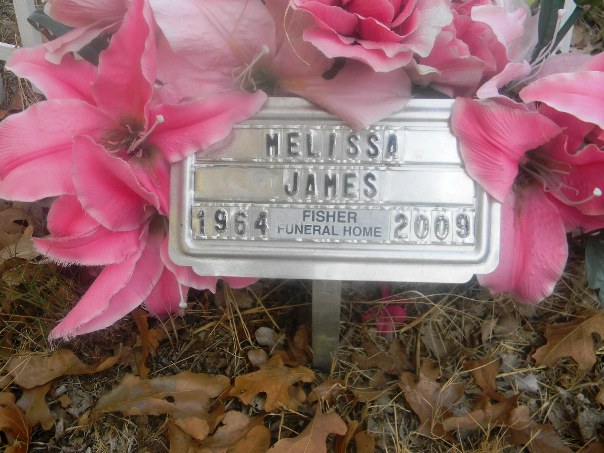 MELISSA
JAMES
1964 FISHER FUNERAL HOME 2009